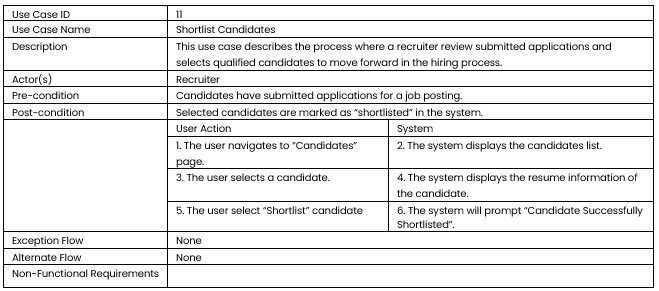 Use Case ID 11
Use Case Name Shortlist Candidates
Description This use case describes the process where a recruiter review submitted applications and
selects qualified candidates to move forward in the hiring process.
Actor(s) Recruiter
Pre-condition Candidates have submitted applications for a job posting.
Post-condition Selected candidates are marked as “shortlisted” in the system.
User Action System
1. The user navigates to “Candidates”
page.
2. The system displays the candidates list.
3. The user selects a candidate.
4. The system displays the resume information of
the candidate.
5. The user select “Shortlist” candidate
6. The system will prompt “Candidate Successfully
Shortlisted”.
Exception Flow None
Alternate Flow None
Non-Functional Requirements